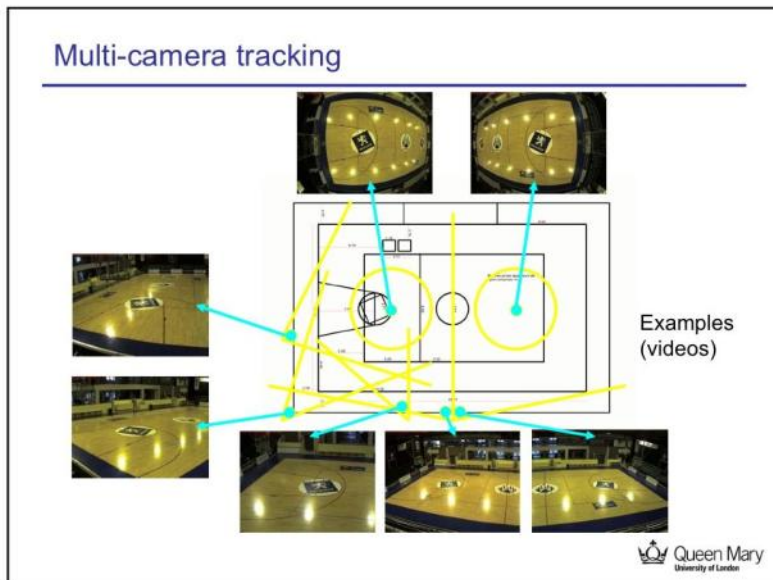 Multi-camera tracking
Examples
(videos)
Queen Mary
University of London